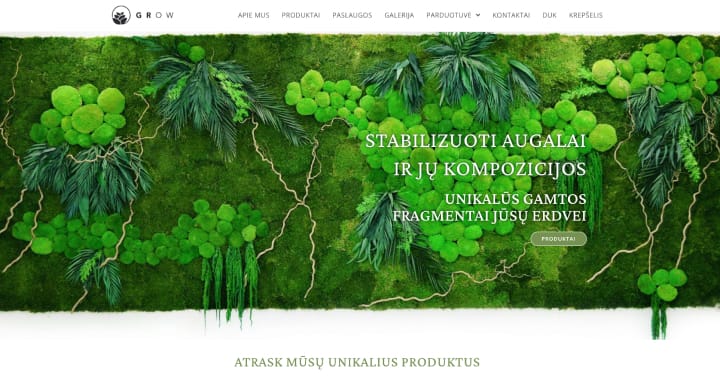 GROW
APIE MUS PRODUKTAI PASLAUGOS GALERIJA PARDUOTUVĖ KONTAKTAI DUK KREPŠELIS
STABILIZUOTI AUGALAI
IR JŲ KOMPOZICIJOS
UNIKALŪS GAMTOS
FRAGMENTAI JŪSŲ ERDVEI
PRODUKTAI
ATRASK MŪSŲ UNIKALIUS PRODUKTUS